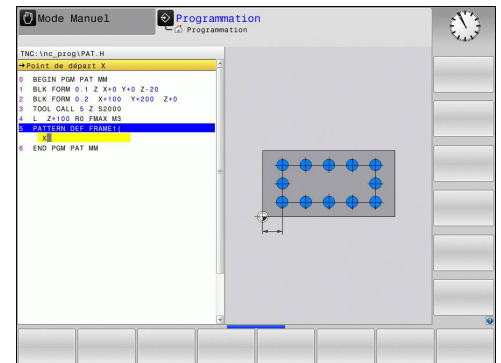 Mode Manuel
Programmation
Programmation
TNC:\nc_prog\PAT.H
→Point de départ X
0 BEGIN PGM PAT MM
1 BLK FORM 0.1 Z X+0 Y+0 Z-20
2 BLK FORM 0.2 X+100 Y+200 Z+0
3 TOOL CALL 5 Z S2000
4 L Z+100 R0 FMAX M3
5 PATTERN DEF FRAME1(
X
6 END PGM PAT MM